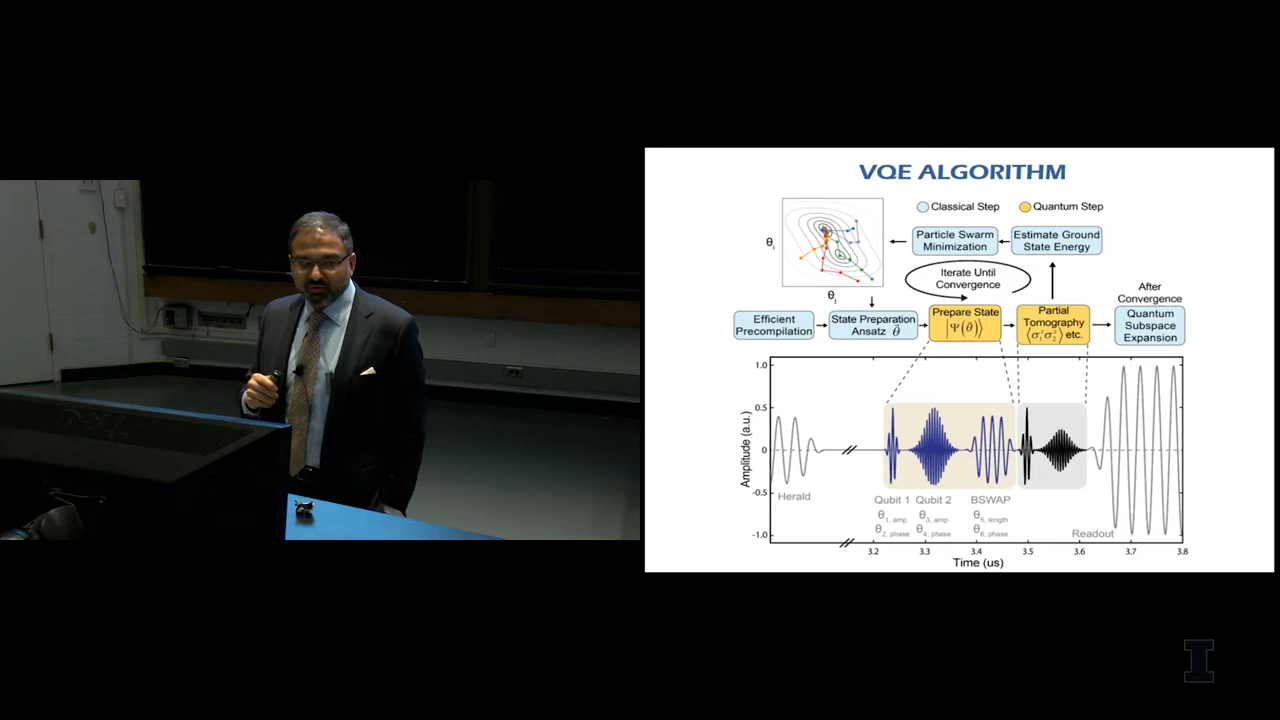 VQE ALGORITHM
Classical Step
Quantum Step
θi
Particle Swarm
Minimization
Estimate Ground
State Energy
Iterate Until
Convergence
θj
After
Convergence
Efficient
Precompilation
State Preparation
Ansatz θ⃗
Prepare State
|Ψ(θ⃗)⟩
Partial
Tomography
⟨σ₁ᶻσ₂ᶻ⟩ etc.
Quantum
Subspace
Expansion
1.0
0.5
0
-0.5
-1.0
Amplitude (a.u.)
Herald
Qubit 1
θ1, amp
θ2, phase
Qubit 2
θ3, amp
θ4, phase
BSWAP
θ5, length
θ6, phase
Readout
3.2
3.3
3.4
3.5
3.6
3.7
3.8
Time (us)
I